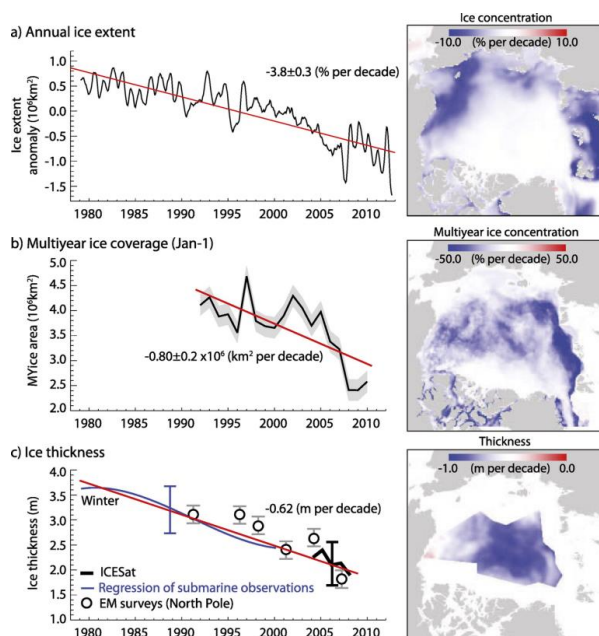 a) Annual ice extent
-3.8±0.3 (% per decade)
Ice extent
anomaly (10⁶km²)
1.0
0.5
0.0
-0.5
-1.0
-1.5
1980 1985 1990 1995 2000 2005 2010
Ice concentration
-10.0 (% per decade) 10.0
b) Multiyear ice coverage (Jan-1)
-0.80±0.2 x10⁶ (km² per decade)
MYice area (10⁶km²)
5.0
4.5
4.0
3.5
3.0
2.5
2.0
1980 1985 1990 1995 2000 2005 2010
Multiyear ice concentration
-50.0 (% per decade) 50.0
c) Ice thickness
Winter
-0.62 (m per decade)
Ice thickness (m)
4.0
3.5
3.0
2.5
2.0
1.5
1.0
ICESat
Regression of submarine observations
EM surveys (North Pole)
1980 1985 1990 1995 2000 2005 2010
Thickness
-1.0 (m per decade) 0.0